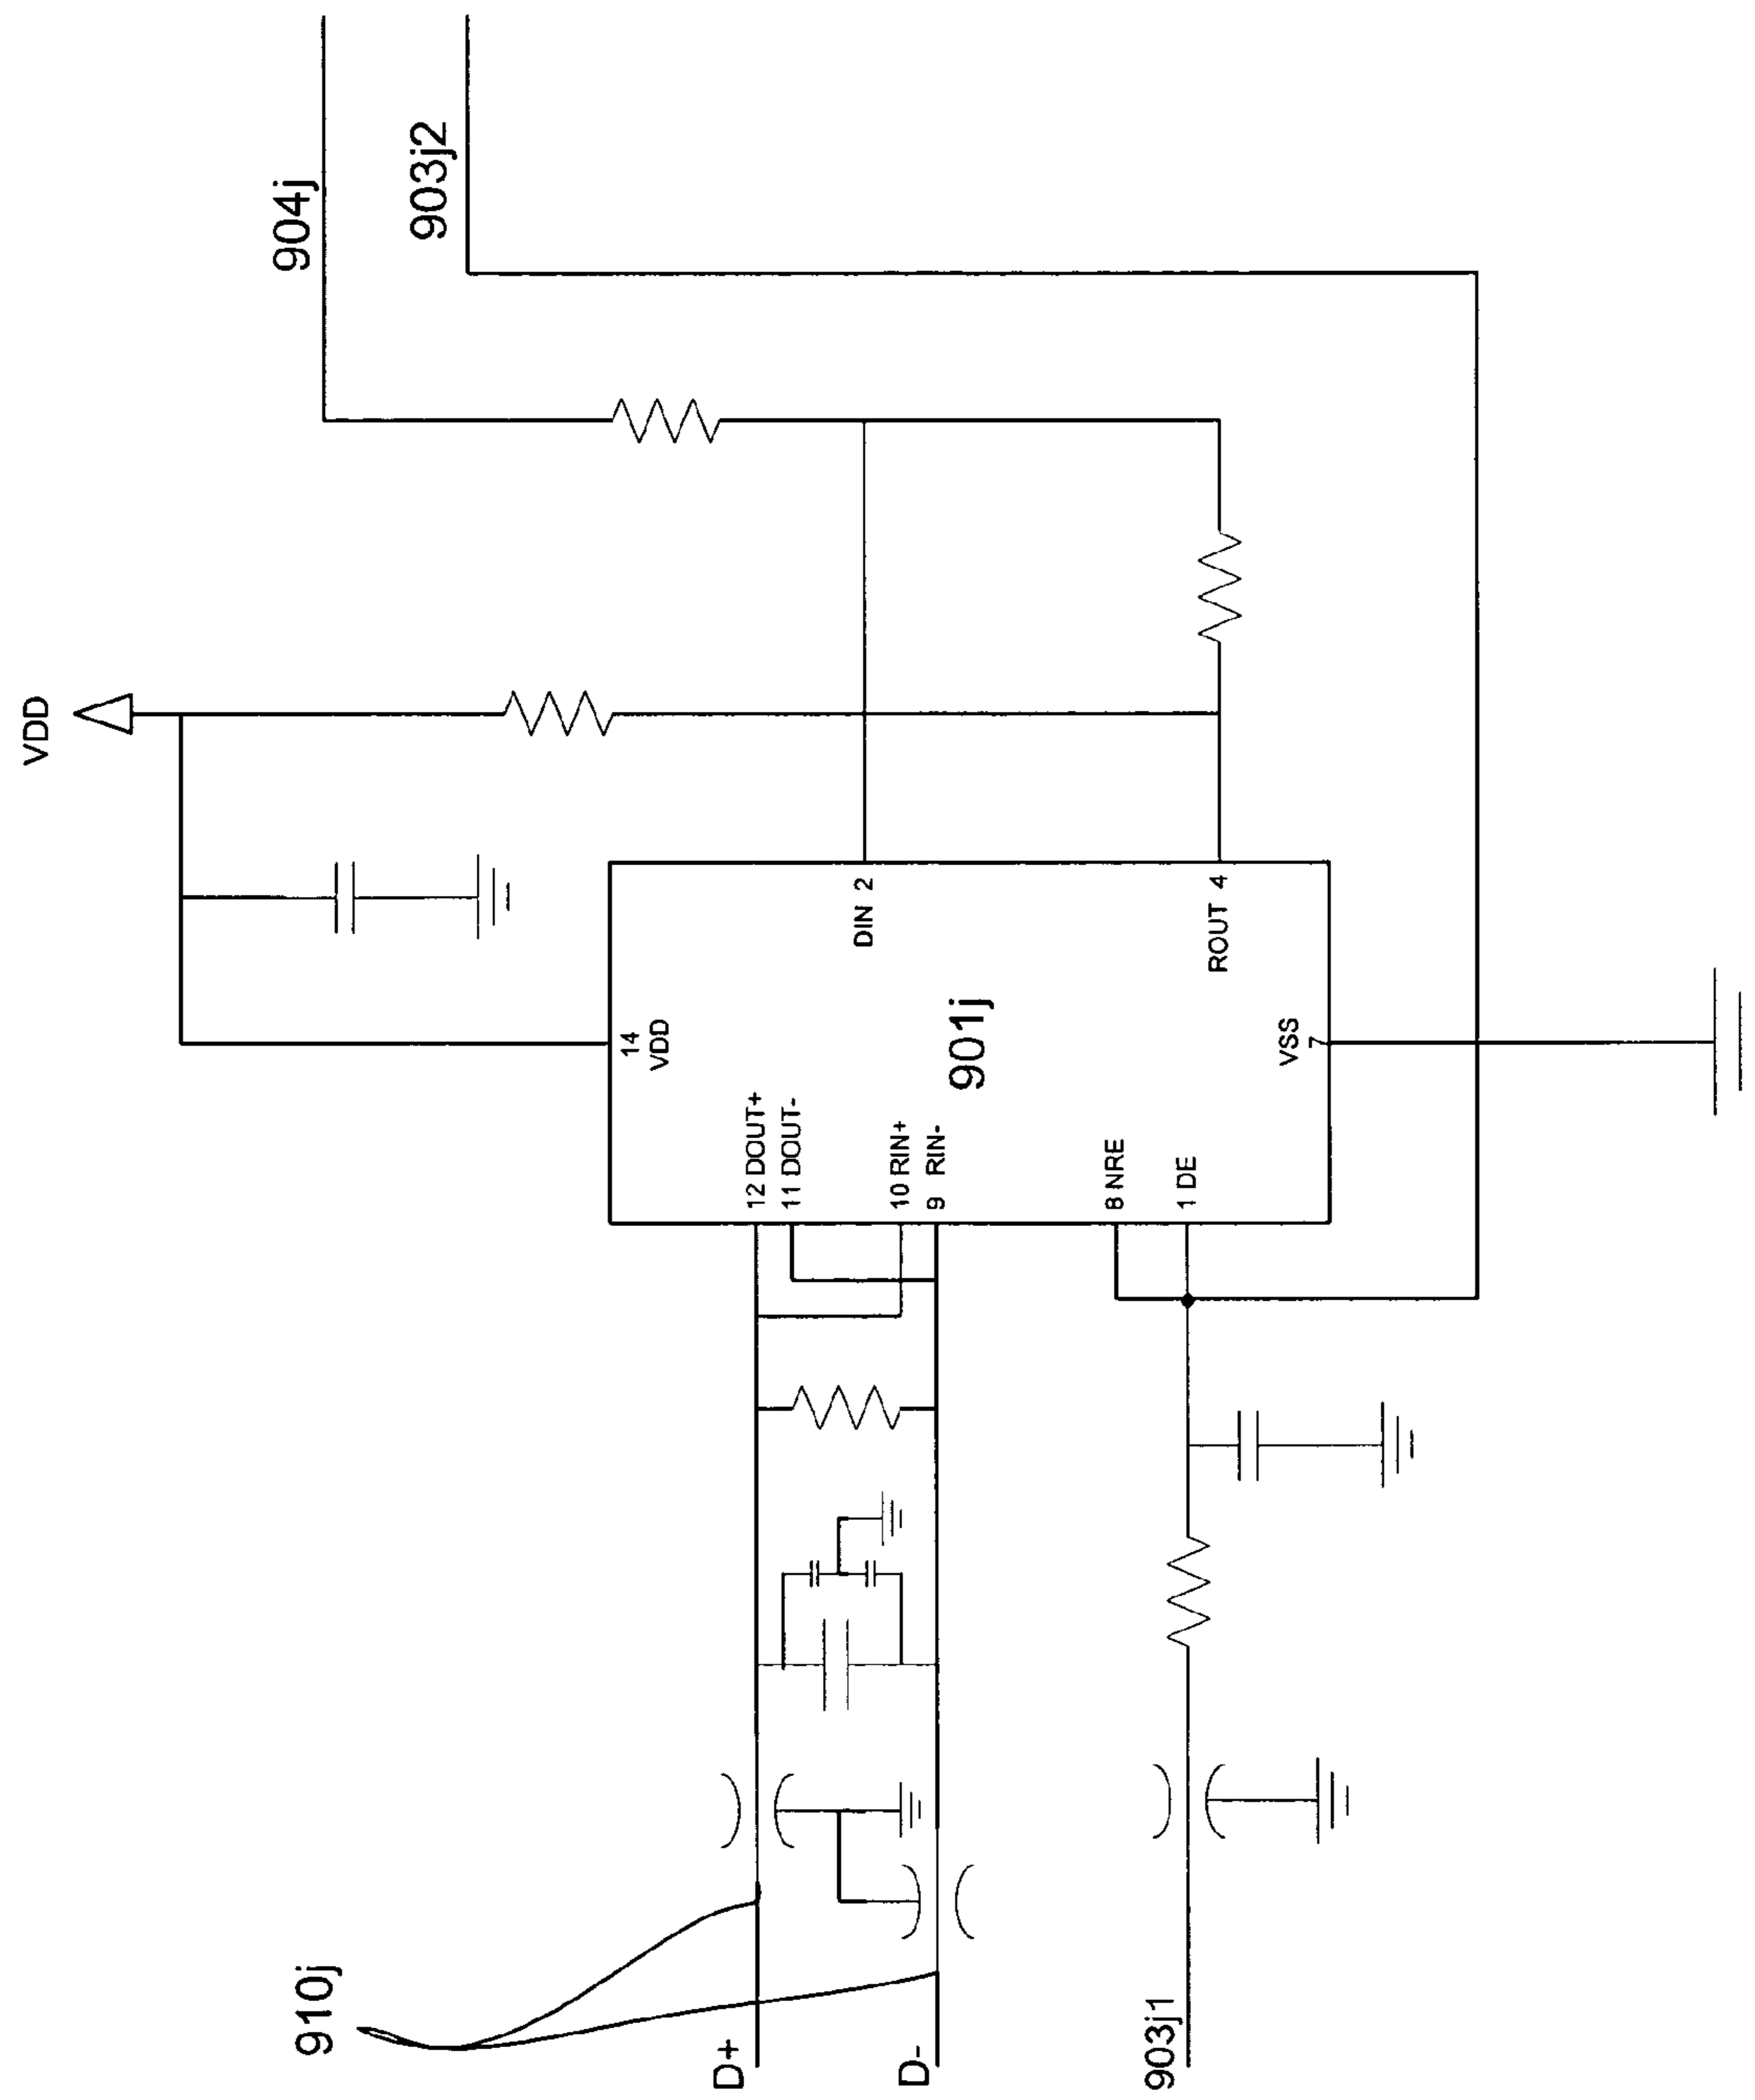 910j
D+
D-
903j1
12 DOUT+
11 DOUT-
10 RIN+
9 RIN-
8 NRE
1 DE
14
VDD
901j
VSS
7
DIN 2
ROUT 4
VDD
904j
903j2